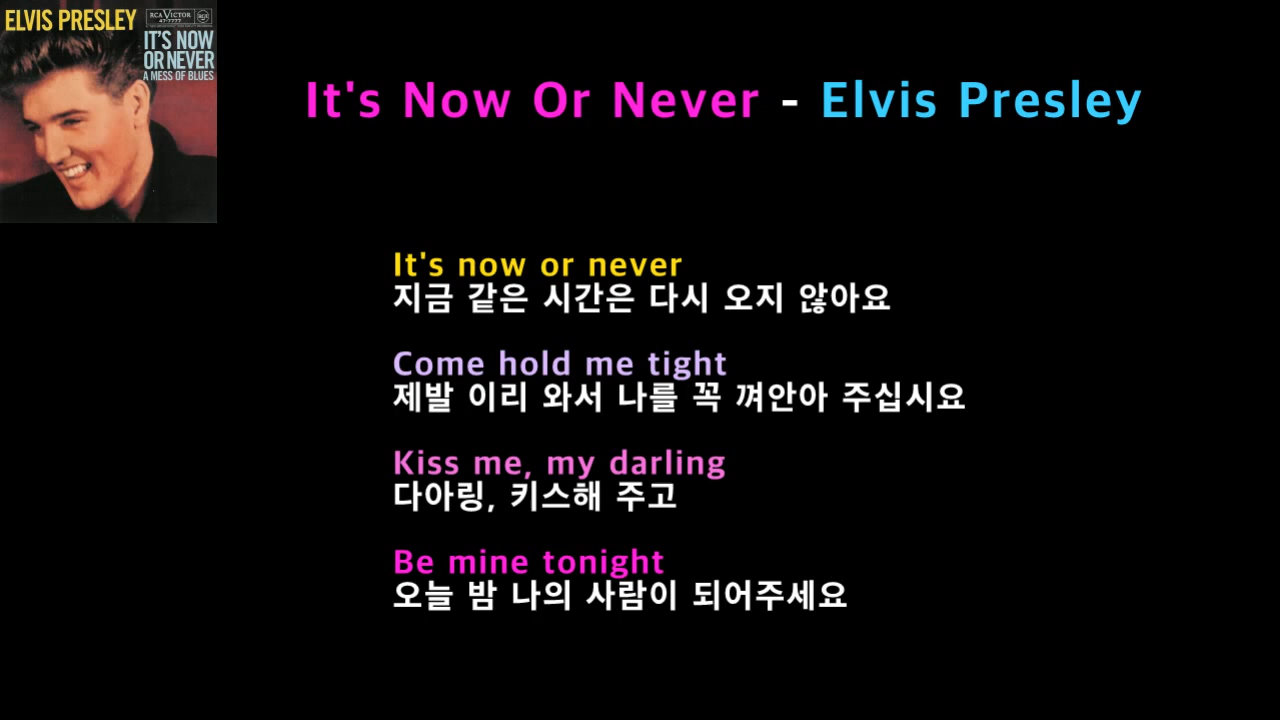 ELVIS PRESLEY
RCA VICTOR
47-7777
IT'S NOW
OR NEVER
A MESS OF BLUES
It's Now Or Never - Elvis Presley
It's now or never
지금 같은 시간은 다시 오지 않아요
Come hold me tight
제발 이리 와서 나를 꼭 껴안아 주십시요
Kiss me, my darling
다아링, 키스해 주고
Be mine tonight
오늘 밤 나의 사람이 되어주세요